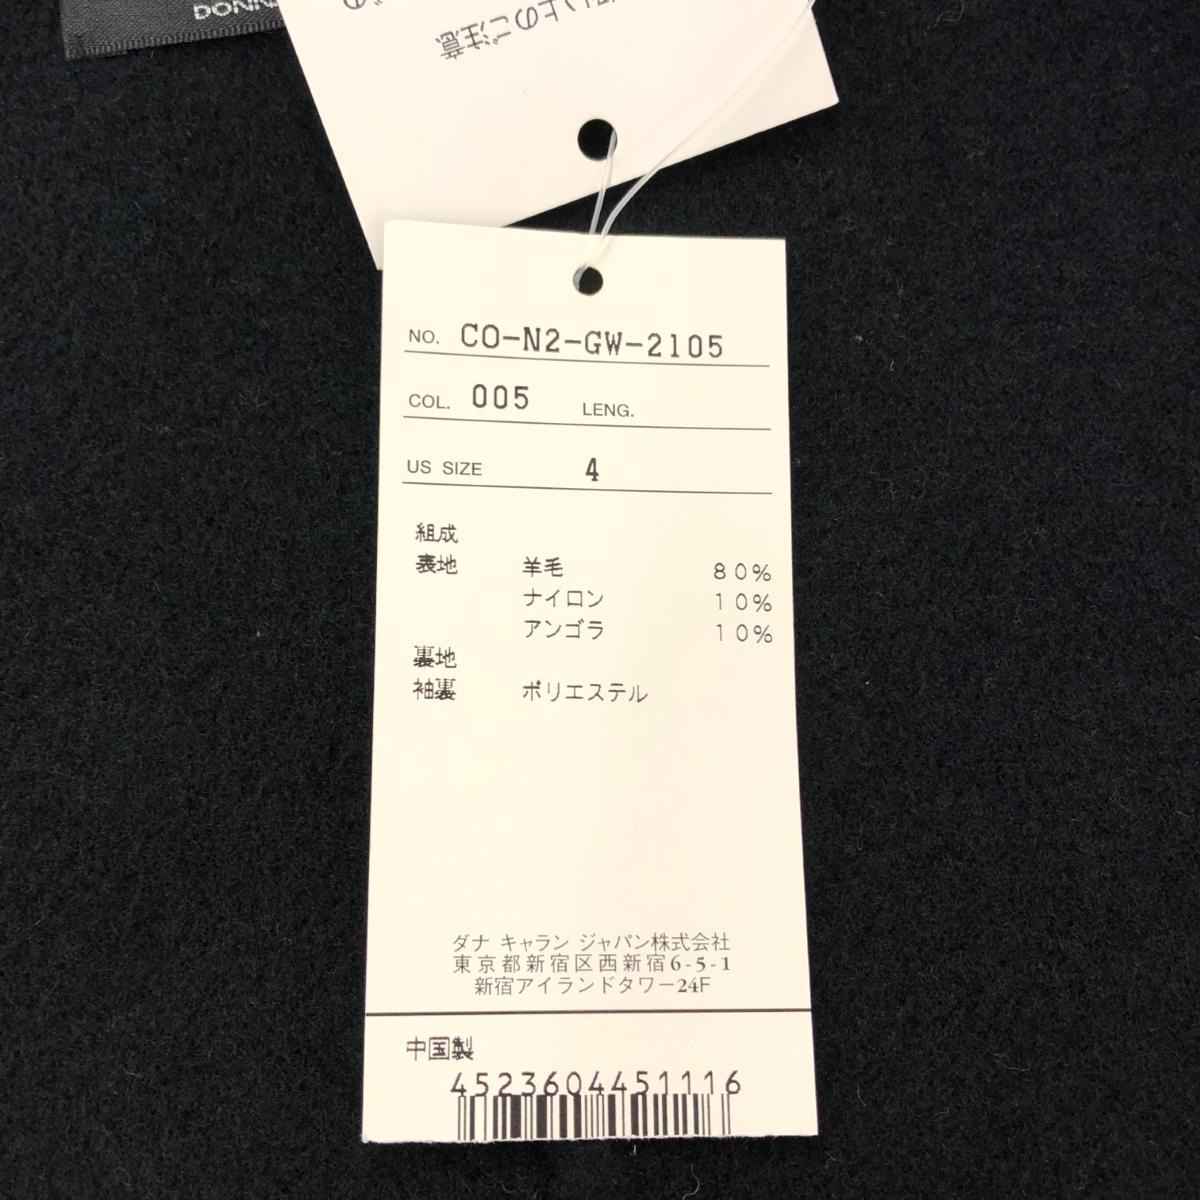 DONN
のご注意
NO. CO-N2-GW-2105
COL. 005 LENG.
US SIZE 4
組成
表地 羊毛 80%
ナイロン 10%
アンゴラ 10%
裏地
袖裏 ポリエステル
ダナ キャラン ジャパン株式会社
東京都新宿区西新宿6-5-1
新宿アイランドタワー24F
中国製
4523604451116